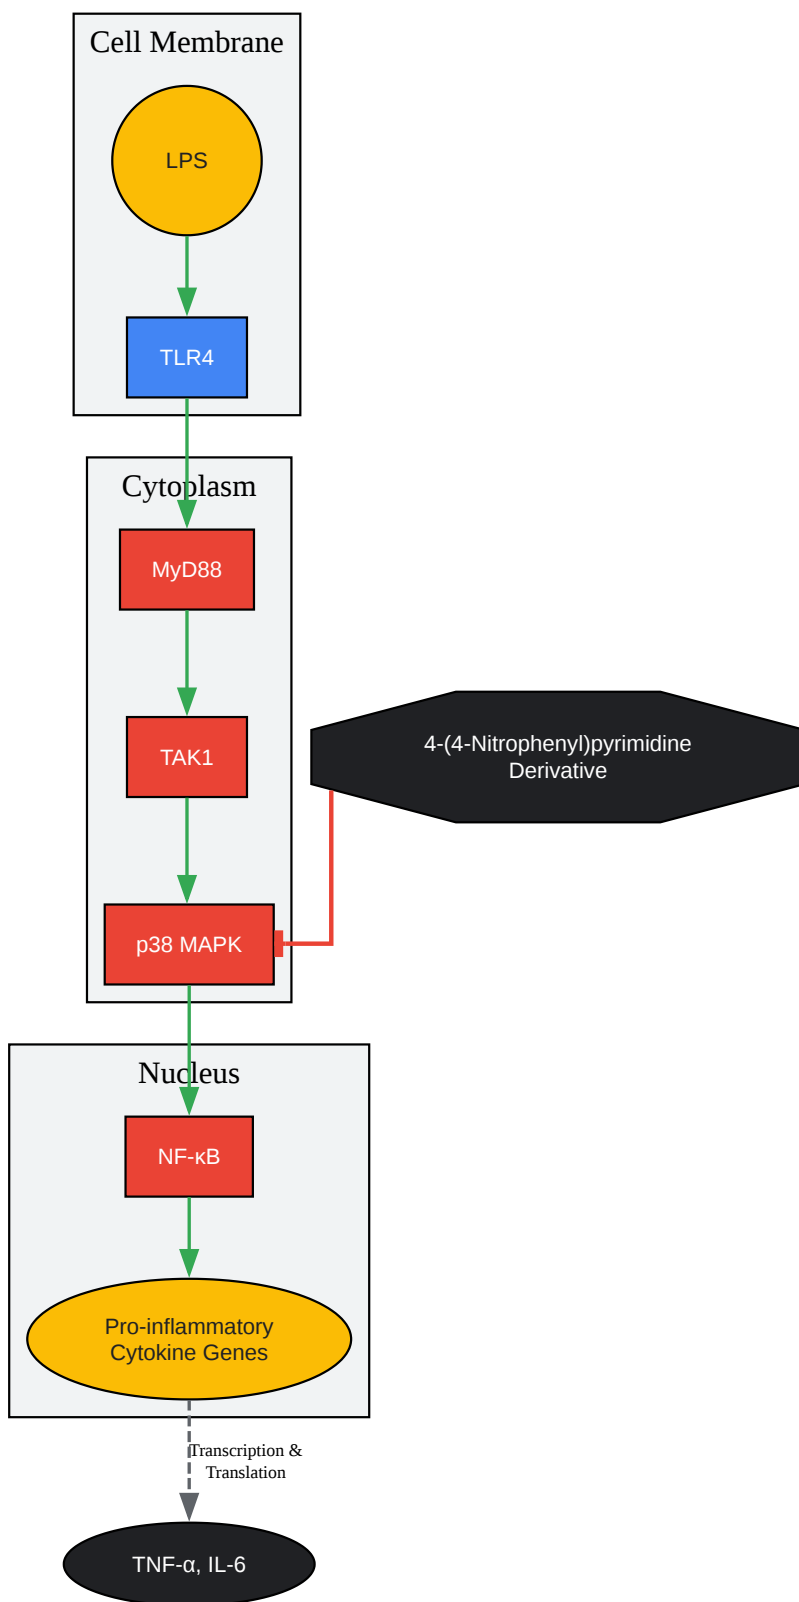 Cell Membrane
LPS
TLR4
Cytoplasm
MyD88
TAK1
4-(4-Nitrophenyl)pyrimidine
Derivative
p38 MAPK
Nucleus
NF-κB
Pro-inflammatory
Cytokine Genes
Transcription &
Translation
TNF-α, IL-6